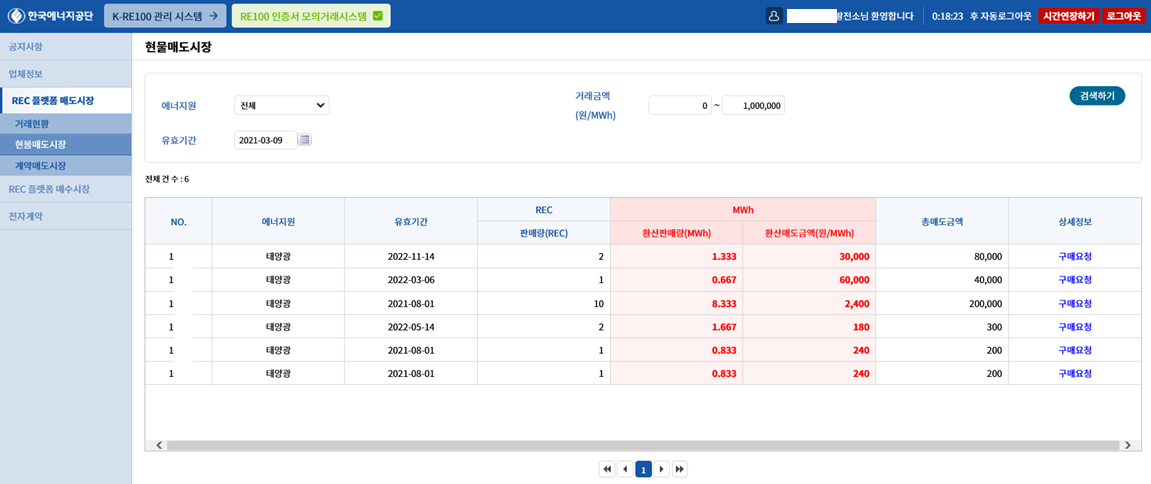 한국에너지공단 K-RE100 관리 시스템 RE100 인증서 모의거래시스템 발전소님 환영합니다 0:18:23 후 자동로그아웃 시간연장하기 로그아웃
공지사항
업체정보
REC 플랫폼 매도시장
거래현황
현물매도시장
계약매도시장
REC 플랫폼 매수시장
전자계약
현물매도시장
에너지원 전체 거래금액 (원/MWh) 0 ~ 1,000,000 검색하기
유효기간 2021-03-09
전체 건 수 : 6
NO. 에너지원 유효기간 REC MWh 총매도금액 상세정보
판매량(REC) 환산판매량(MWh) 환산매도금액(원/MWh)
1 태양광 2022-11-14 2 1.333 30,000 80,000 구매요청
1 태양광 2022-03-06 1 0.667 60,000 40,000 구매요청
1 태양광 2021-08-01 10 8.333 2,400 200,000 구매요청
1 태양광 2022-05-14 2 1.667 180 300 구매요청
1 태양광 2021-08-01 1 0.833 240 200 구매요청
1 태양광 2021-08-01 1 0.833 240 200 구매요청
1